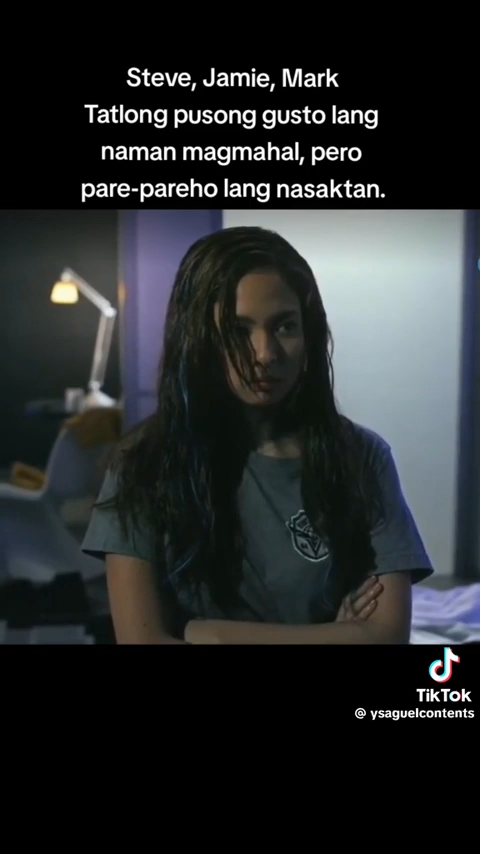 Steve, Jamie, Mark
Tatlong pusong gusto lang
naman magmahal, pero
pare-pareho lang nasaktan.
TikTok
@ ysaguelcontents